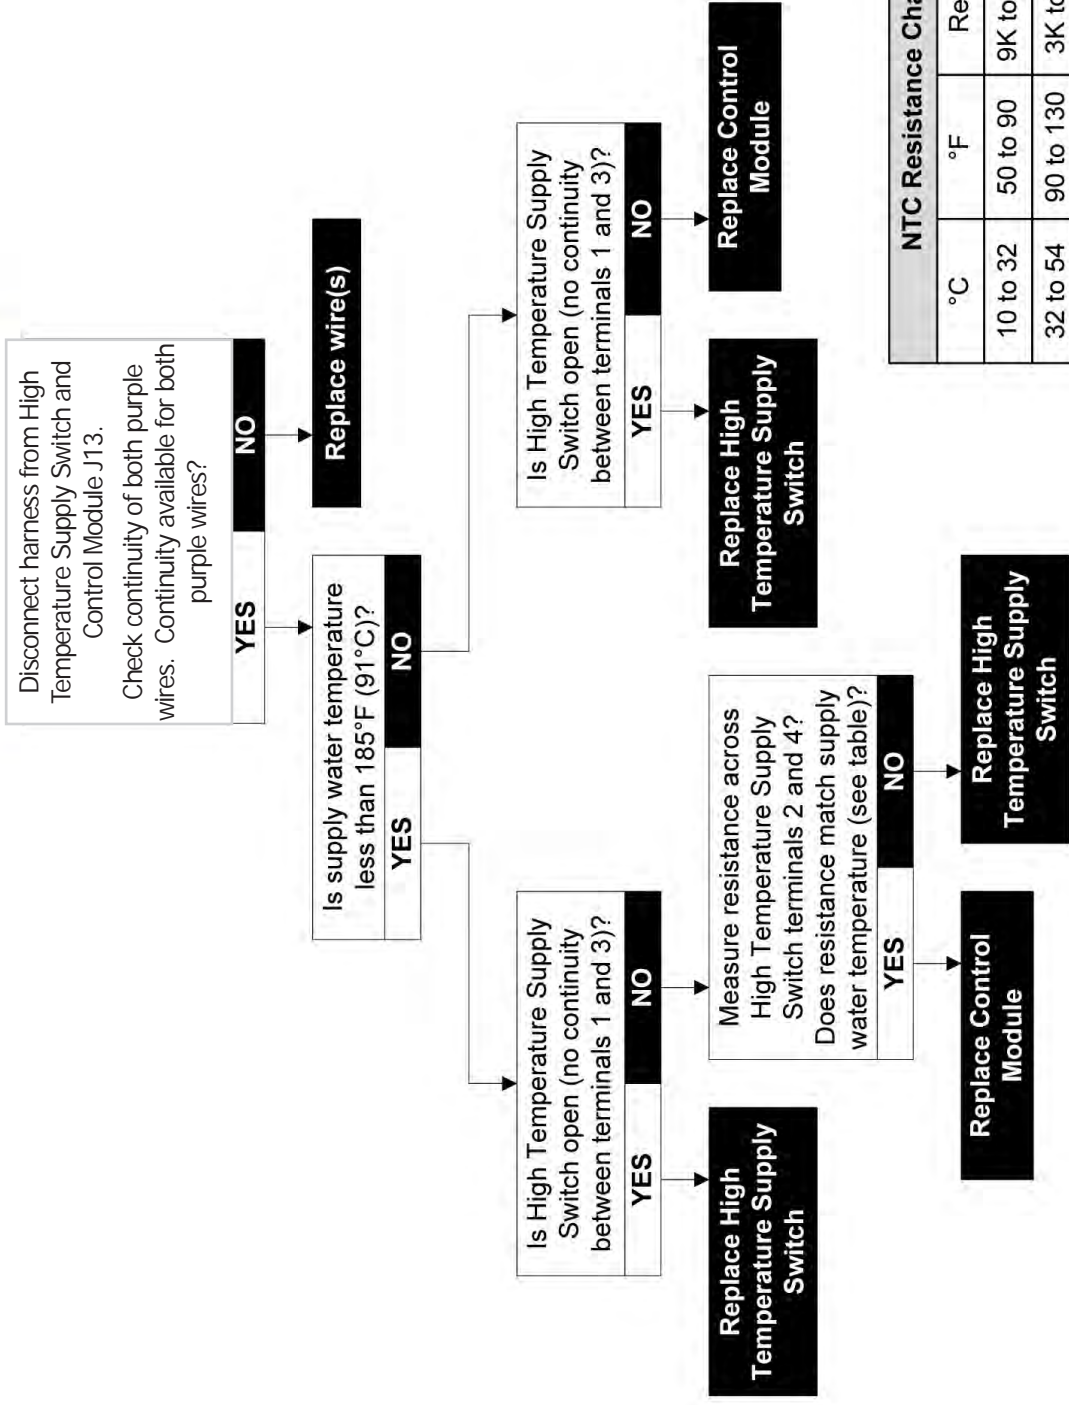 Disconnect harness from High
Temperature Supply Switch and
Control Module J13.
Check continuity of both purple
wires. Continuity available for both
purple wires?
YES
NO
Replace wire(s)
Is supply water temperature
less than 185°F (91°C)?
YES
NO
Is High Temperature Supply
Switch open (no continuity
between terminals 1 and 3)?
YES
NO
Is High Temperature Supply
Switch open (no continuity
between terminals 1 and 3)?
YES
NO
Replace High
Temperature Supply
Switch
Measure resistance across
High Temperature Supply
Switch terminals 2 and 4?
Does resistance match supply
water temperature (see table)?
YES
NO
Replace High
Temperature Supply
Switch
Replace Control
Module
Replace Control
Module
Replace High
Temperature Supply
Switch
NTC Resistance Cha
°C °F Re
10 to 32 50 to 90 9K to
32 to 54 90 to 130 3K to